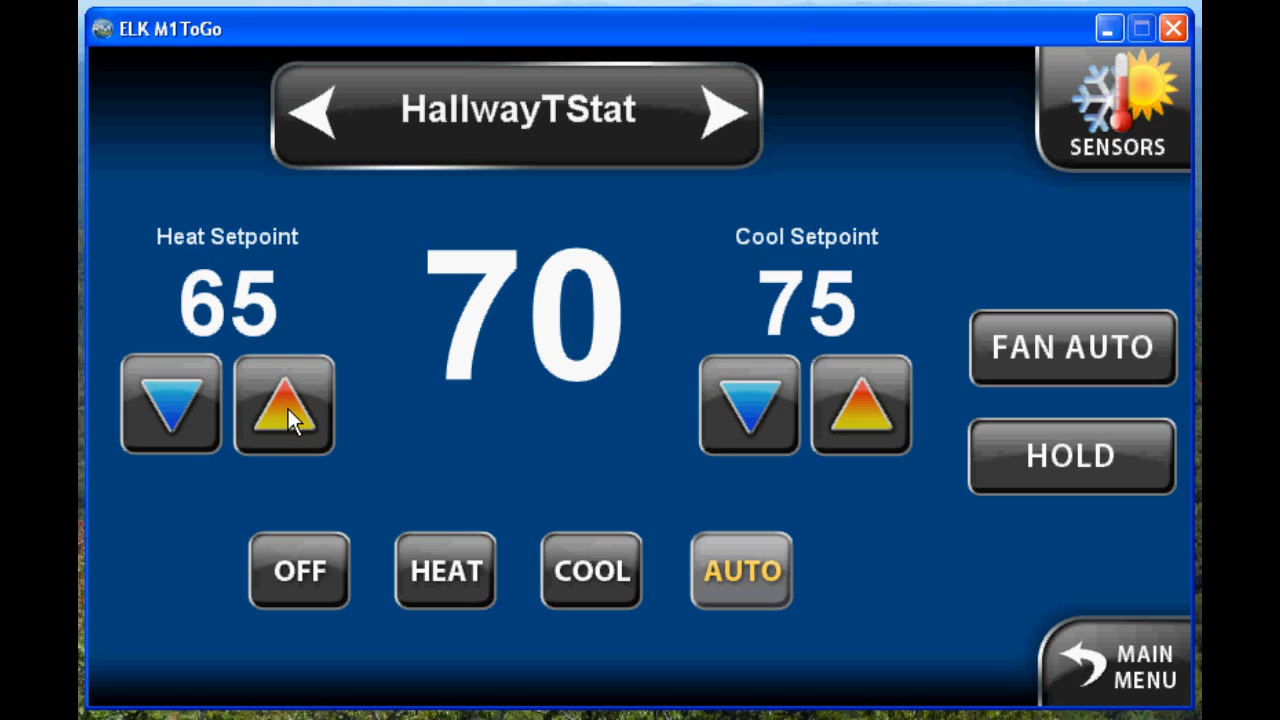 ELK M1ToGo
HallwayTStat
SENSORS
Heat Setpoint
65
70
Cool Setpoint
75
FAN AUTO
HOLD
OFF
HEAT
COOL
AUTO
MAIN
MENU